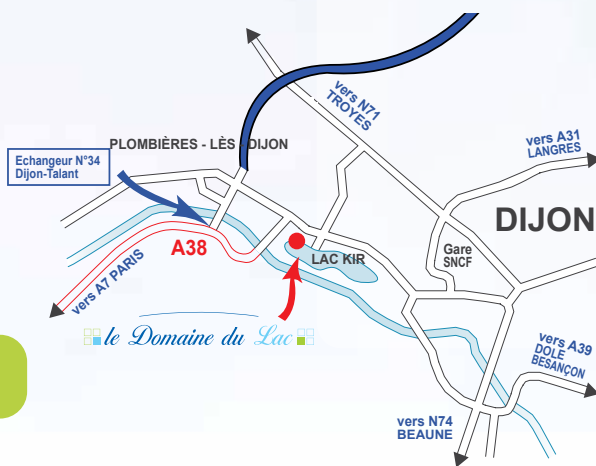 vers N71
TROYES
PLOMBIÈRES - LÈS DIJON
vers A31
LANGRES
Echangeur N°34
Dijon-Talant
DIJON
A38
Gare
SNCF
LAC KIR
vers A7 PARIS
le Domaine du Lac
vers A39
DOLE
BESANÇON
vers N74
BEAUNE